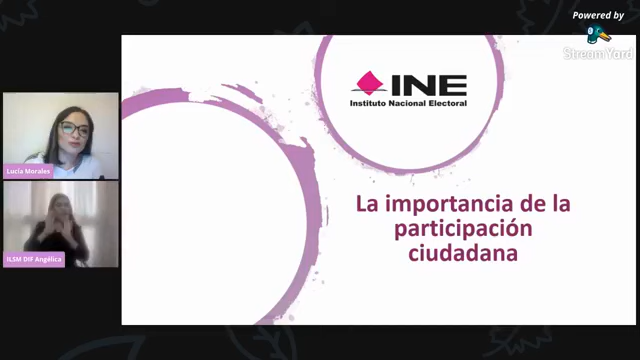 Powered by
StreamYard
INE
Instituto Nacional Electoral
La importancia de la
participación
ciudadana
Lucía Morales
ILSM DIF Angélica